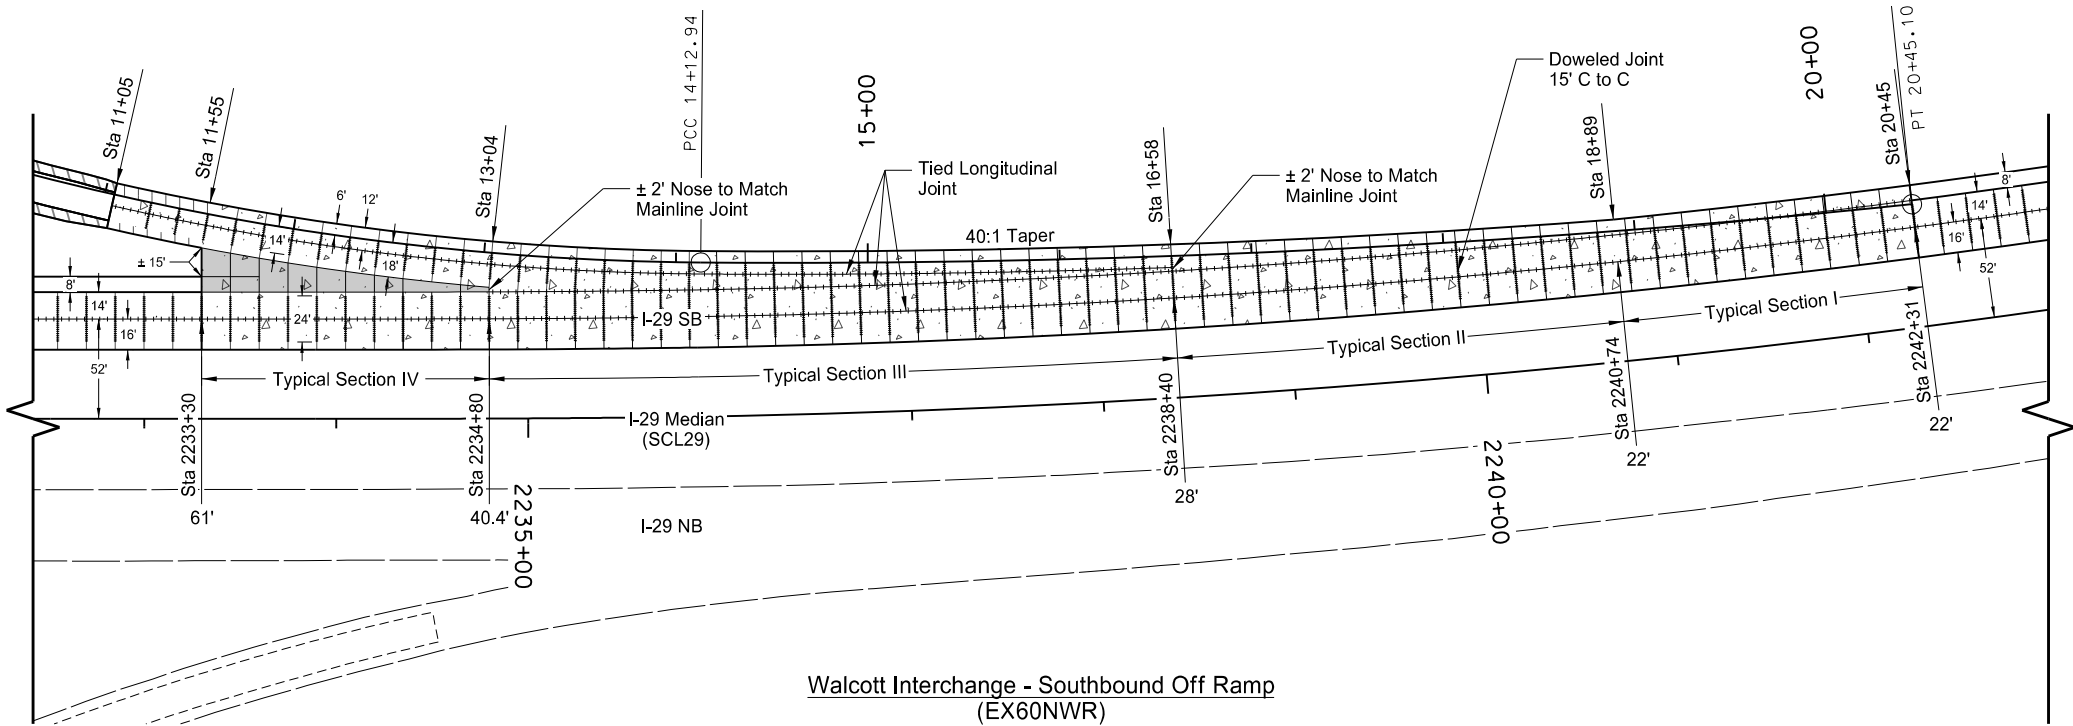 Sta 11+05
Sta 11+55
Sta 13+04
PCC 14+12.94
15+00
Sta 16+58
Sta 18+89
20+00
Sta 20+45
PT 20+45.10
Doweled Joint
15' C to C
± 2' Nose to Match
Mainline Joint
Tied Longitudinal
Joint
± 2' Nose to Match
Mainline Joint
6'
12'
14'
18'
± 15'
8'
14'
16'
24'
52'
40:1 Taper
8'
14'
16'
52'
I-29 SB
Typical Section IV
Typical Section III
Typical Section II
Typical Section I
I-29 Median
(SCL29)
Sta 2233+30
61'
Sta 2234+80
40.4'
2235+00
Sta 2238+40
28'
2240+00
Sta 2240+74
22'
Sta 2242+31
22'
I-29 NB
Walcott Interchange - Southbound Off Ramp
(EX60NWR)